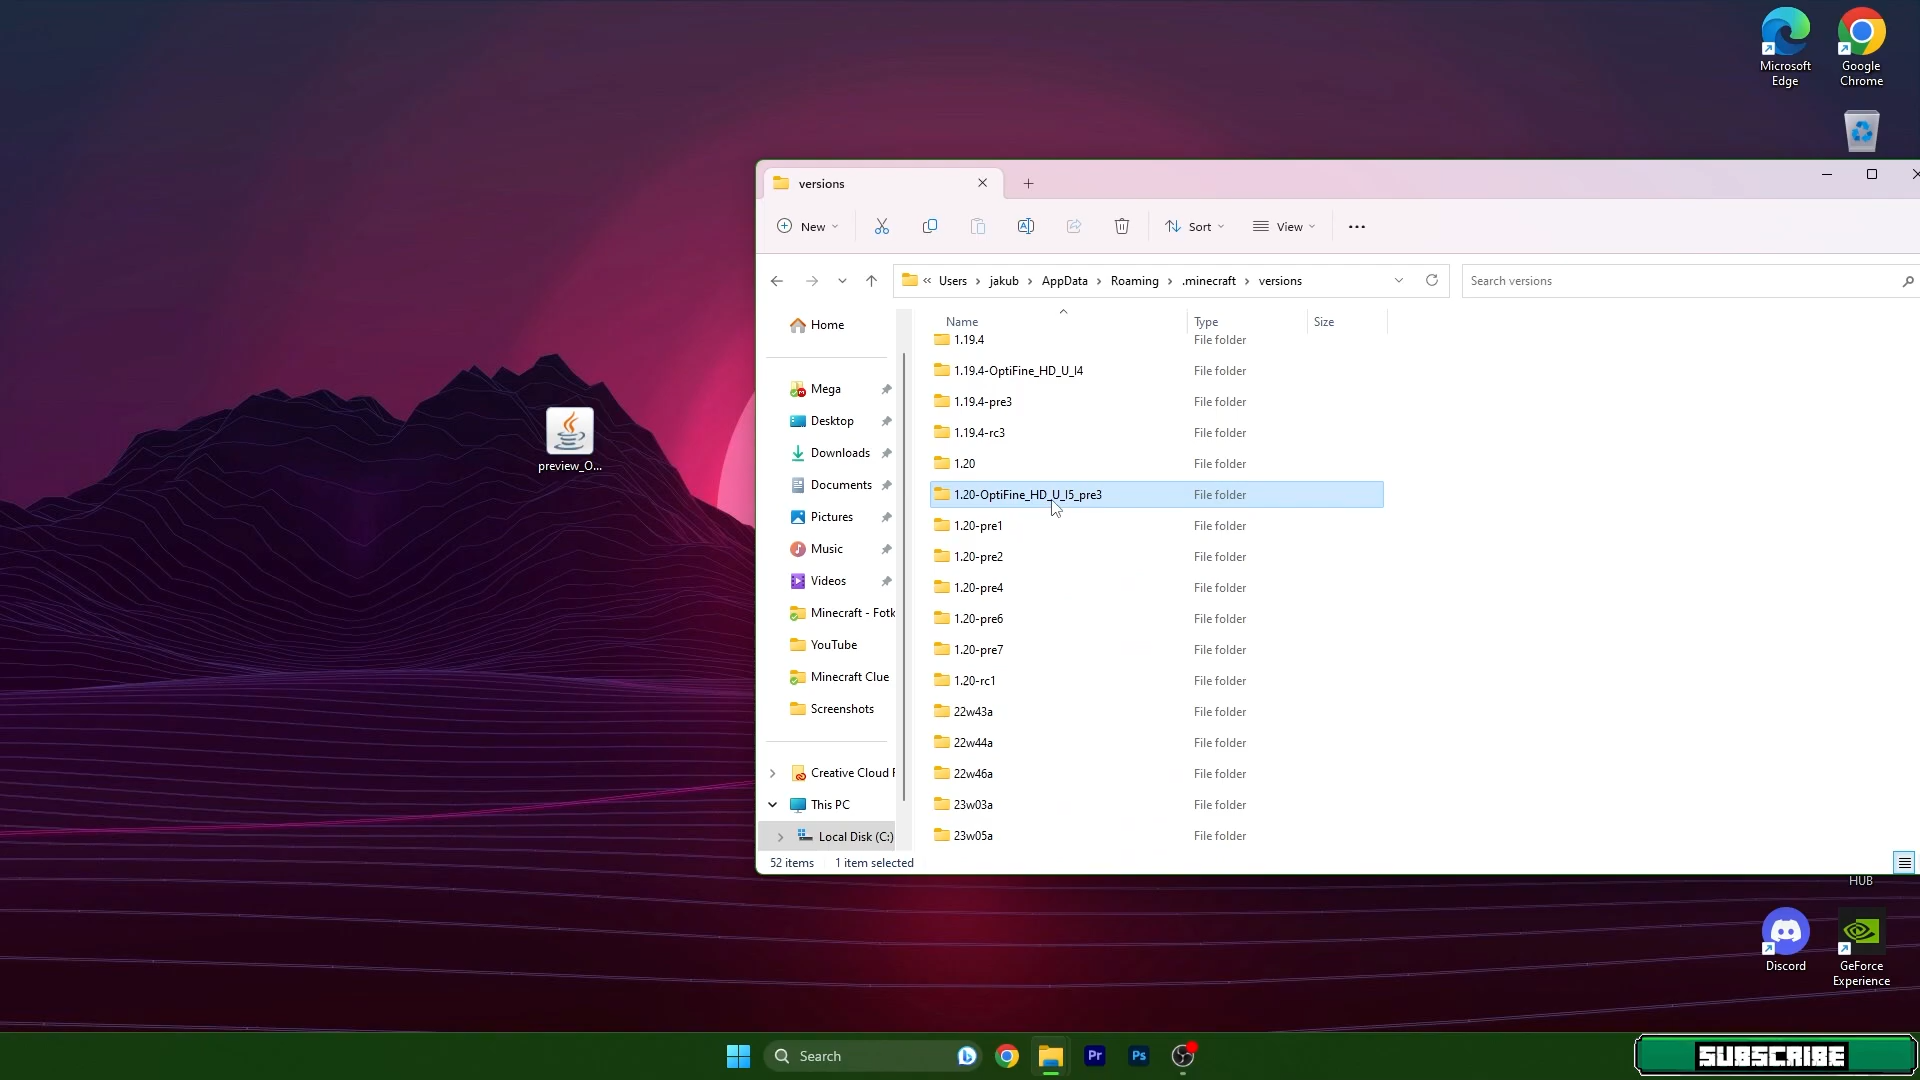 Microsoft
Edge
Google
Chrome
versions
New
Sort
View
« Users › jakub › AppData › Roaming › .minecraft › versions
Search versions
Name
Type
Size
Home
Mega
Desktop
Downloads
Documents
Pictures
Music
Videos
Minecraft - Fotk
YouTube
Minecraft Clue
Screenshots
Creative Cloud F
This PC
Local Disk (C:)
1.19.4 File folder
1.19.4-OptiFine_HD_U_I4 File folder
1.19.4-pre3 File folder
1.19.4-rc3 File folder
1.20 File folder
1.20-OptiFine_HD_U_I5_pre3 File folder
1.20-pre1 File folder
1.20-pre2 File folder
1.20-pre4 File folder
1.20-pre6 File folder
1.20-pre7 File folder
1.20-rc1 File folder
22w43a File folder
22w44a File folder
22w46a File folder
23w03a File folder
23w05a File folder
52 items 1 item selected
preview_O...
HUB
Discord
GeForce
Experience
Search
Pr
Ps
SUBSCRIBE